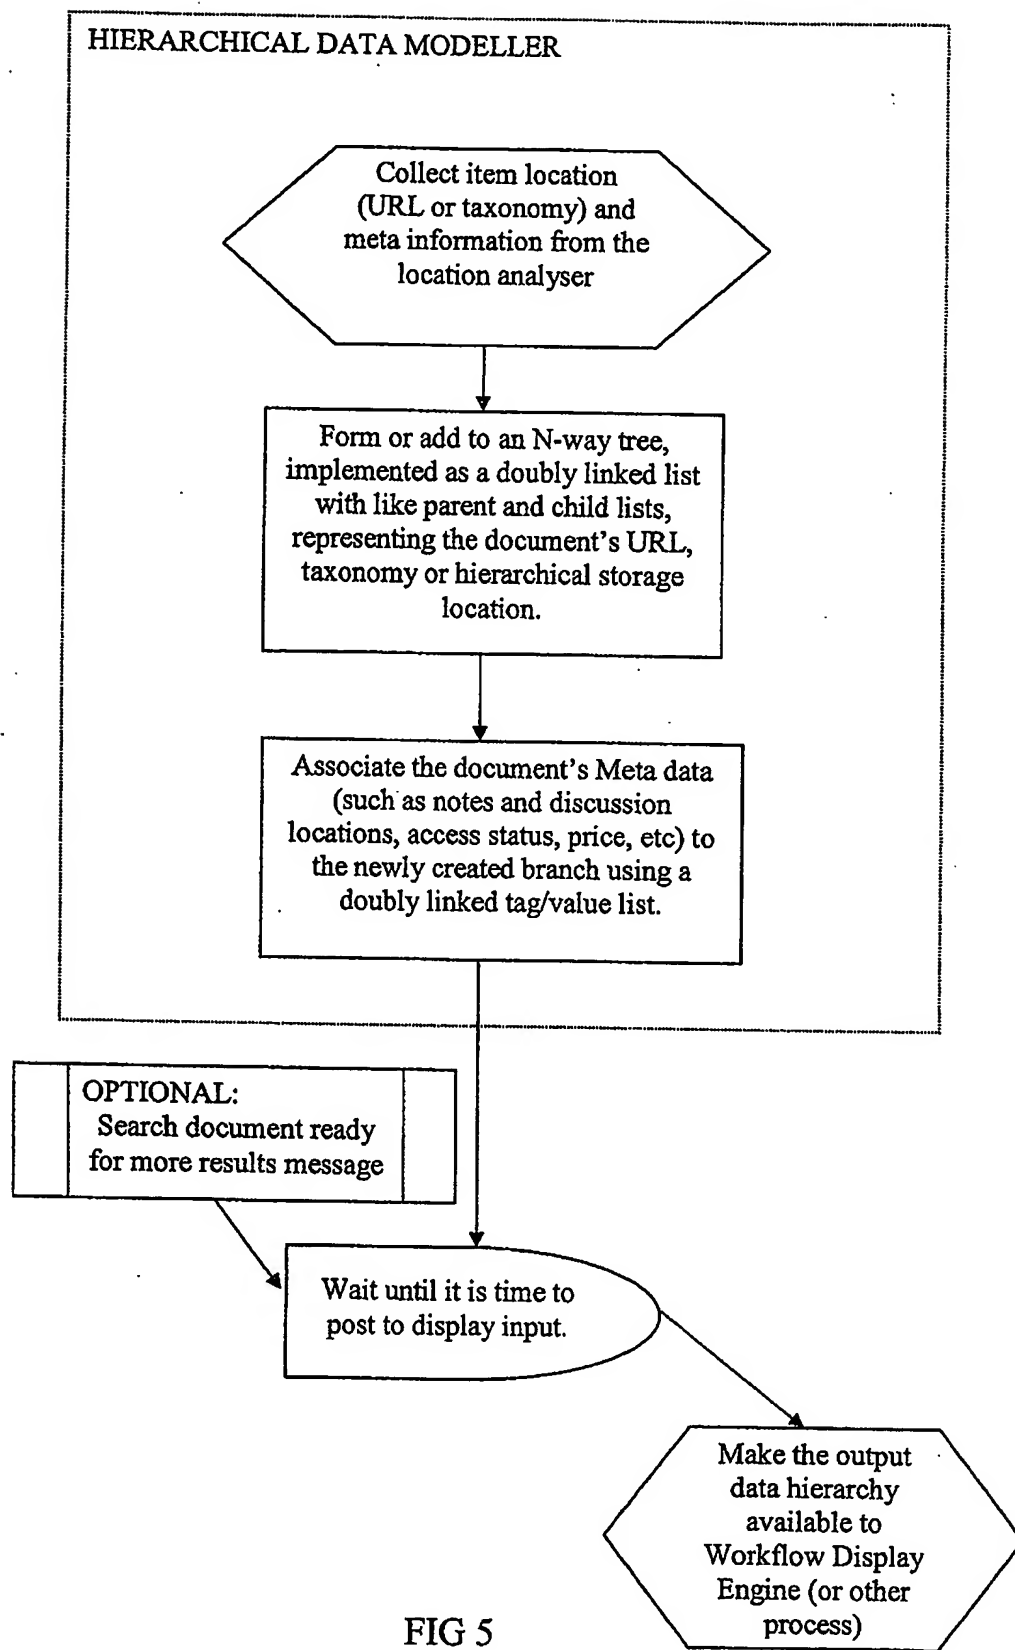 HIERARCHICAL DATA MODELLER
Collect item location
(URL or taxonomy) and
meta information from the
location analyser
Form or add to an N-way tree,
implemented as a doubly linked list
with like parent and child lists,
representing the document's URL,
taxonomy or hierarchical storage
location.
Associate the document's Meta data
(such as notes and discussion
locations, access status, price, etc) to
the newly created branch using a
doubly linked tag/value list.
OPTIONAL:
Search document ready
for more results message
Wait until it is time to
post to display input.
Make the output
data hierarchy
available to
Workflow Display
Engine (or other
process)
FIG 5